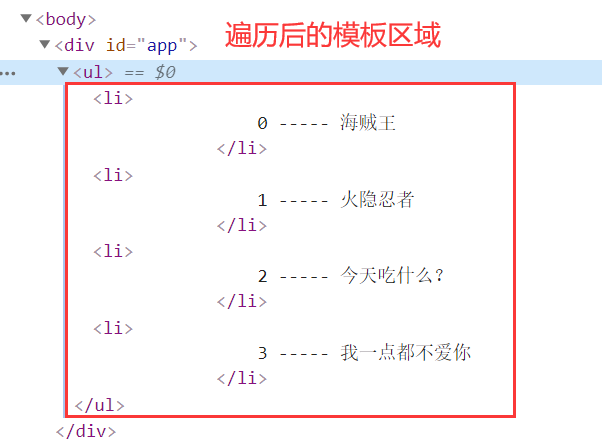 ▼<body>
▼<div id="app"> 遍历后的模板区域
••• ▼<ul> == $0
<li>
0 ----- 海贼王
</li>
<li>
1 ----- 火隐忍者
</li>
<li>
2 ----- 今天吃什么?
</li>
<li>
3 ----- 我一点都不爱你
</li>
</ul>
</div>